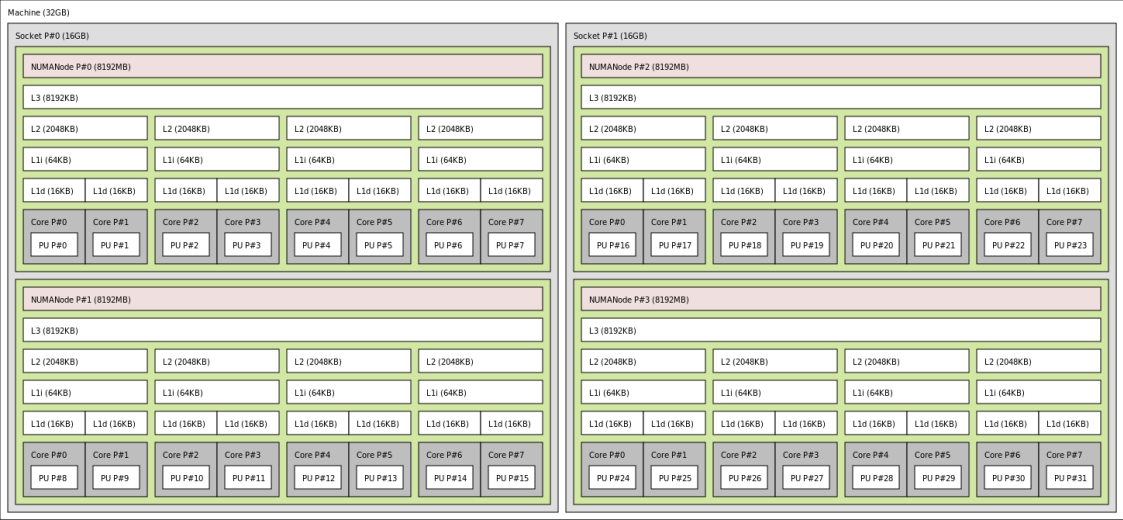 Machine (32GB)
Socket P#0 (16GB)
NUMANode P#0 (8192MB)
L3 (8192KB)
L2 (2048KB) L2 (2048KB) L2 (2048KB) L2 (2048KB)
L1i (64KB) L1i (64KB) L1i (64KB) L1i (64KB)
L1d (16KB) L1d (16KB) L1d (16KB) L1d (16KB) L1d (16KB) L1d (16KB) L1d (16KB) L1d (16KB)
Core P#0 Core P#1 Core P#2 Core P#3 Core P#4 Core P#5 Core P#6 Core P#7
PU P#0 PU P#1 PU P#2 PU P#3 PU P#4 PU P#5 PU P#6 PU P#7
NUMANode P#1 (8192MB)
L3 (8192KB)
L2 (2048KB) L2 (2048KB) L2 (2048KB) L2 (2048KB)
L1i (64KB) L1i (64KB) L1i (64KB) L1i (64KB)
L1d (16KB) L1d (16KB) L1d (16KB) L1d (16KB) L1d (16KB) L1d (16KB) L1d (16KB) L1d (16KB)
Core P#0 Core P#1 Core P#2 Core P#3 Core P#4 Core P#5 Core P#6 Core P#7
PU P#8 PU P#9 PU P#10 PU P#11 PU P#12 PU P#13 PU P#14 PU P#15
Socket P#1 (16GB)
NUMANode P#2 (8192MB)
L3 (8192KB)
L2 (2048KB) L2 (2048KB) L2 (2048KB) L2 (2048KB)
L1i (64KB) L1i (64KB) L1i (64KB) L1i (64KB)
L1d (16KB) L1d (16KB) L1d (16KB) L1d (16KB) L1d (16KB) L1d (16KB) L1d (16KB) L1d (16KB)
Core P#0 Core P#1 Core P#2 Core P#3 Core P#4 Core P#5 Core P#6 Core P#7
PU P#16 PU P#17 PU P#18 PU P#19 PU P#20 PU P#21 PU P#22 PU P#23
NUMANode P#3 (8192MB)
L3 (8192KB)
L2 (2048KB) L2 (2048KB) L2 (2048KB) L2 (2048KB)
L1i (64KB) L1i (64KB) L1i (64KB) L1i (64KB)
L1d (16KB) L1d (16KB) L1d (16KB) L1d (16KB) L1d (16KB) L1d (16KB) L1d (16KB) L1d (16KB)
Core P#0 Core P#1 Core P#2 Core P#3 Core P#4 Core P#5 Core P#6 Core P#7
PU P#24 PU P#25 PU P#26 PU P#27 PU P#28 PU P#29 PU P#30 PU P#31